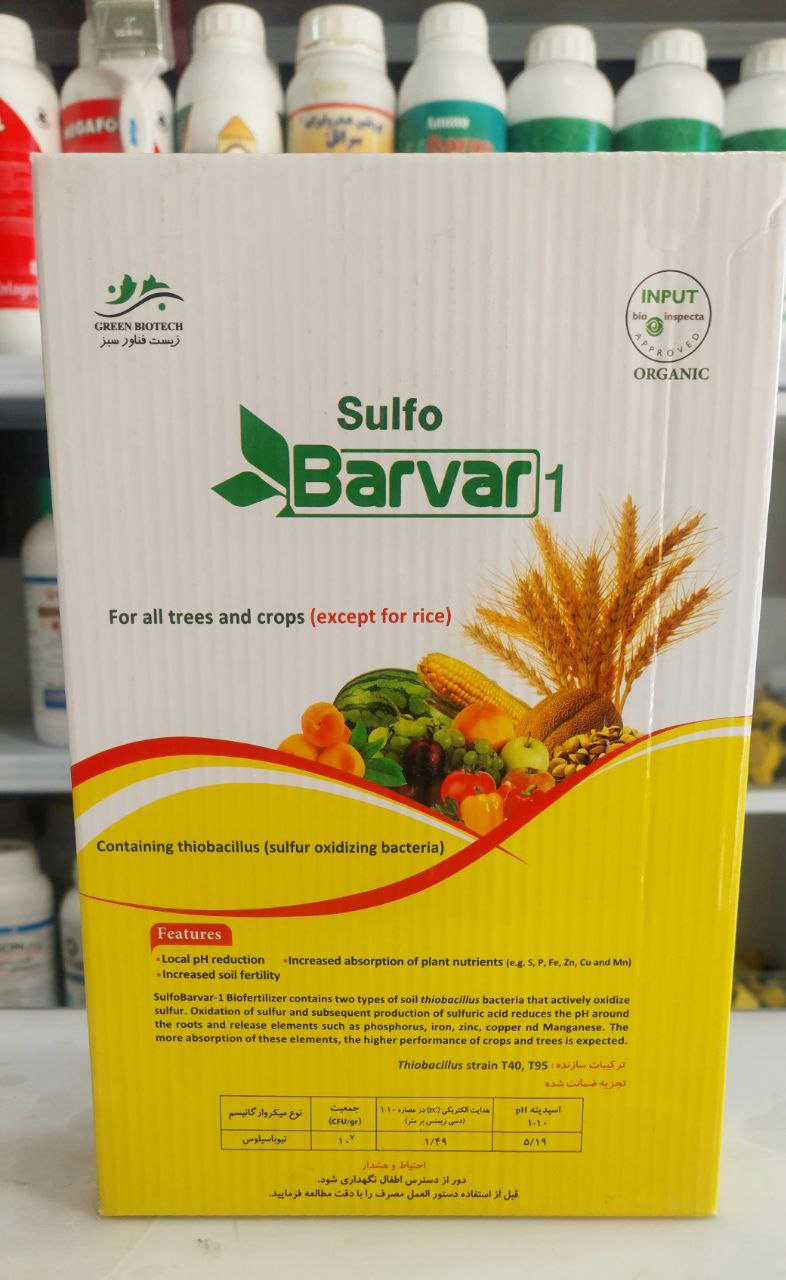 Amino
GREEN BIOTECH
زیست فناور سبز
INPUT
bio inspecta
APPROVED
ORGANIC
Sulfo
Barvar 1
For all trees and crops (except for rice)
Containing thiobacillus (sulfur oxidizing bacteria)
Features
•Local pH reduction •Increased absorption of plant nutrients (e.g. S, P, Fe, Zn, Cu and Mn)
•Increased soil fertility
SulfoBarvar-1 Biofertilizer contains two types of soil thiobacillus bacteria that actively oxidize
sulfur. Oxidation of sulfur and subsequent production of sulfuric acid reduces the pH around
the roots and release elements such as phosphorus, iron, zinc, copper nd Manganese. The
more absorption of these elements, the higher performance of crops and trees is expected.
ترکیبات سازنده : Thiobacillus strain T40, T95
تجزیه ضمانت شده
نوع میکروارگانیسم جمعیت (CFU/gr) هدایت الکتریکی (EC) در عصاره ۱:۱۰ (دسی زیمنس بر متر) اسیدیته pH ۱:۱۰
تیوباسیلوس ۱۰^۷ ۱/۴۹ ۵/۱۹
احتیاط و هشدار
دور از دسترس اطفال نگهداری شود.
قبل از استفاده دستور العمل مصرف را با دقت مطالعه فرمایید.